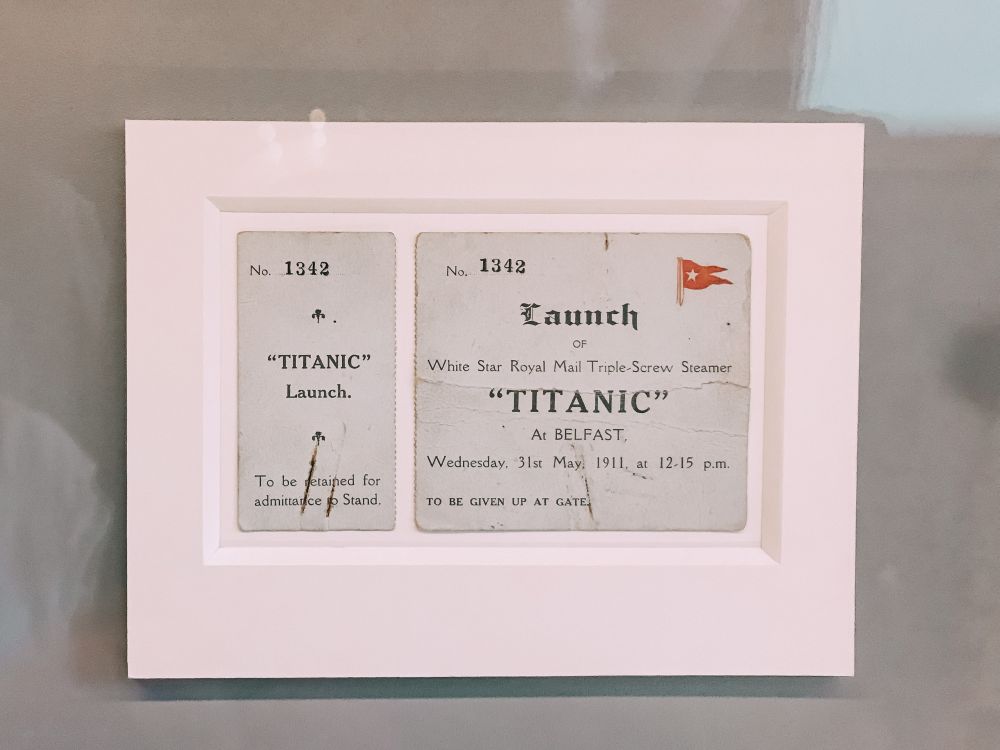 No. 1342
"TITANIC"
Launch.
To be retained for
admittance to Stand.
No. 1342
Launch
OF
White Star Royal Mail Triple-Screw Steamer
"TITANIC"
At BELFAST,
Wednesday, 31st May, 1911, at 12-15 p.m.
TO BE GIVEN UP AT GATE.